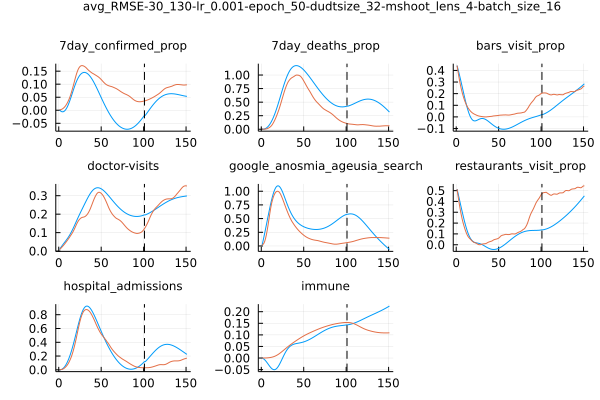 avg_RMSE-30_130-lr_0.001-epoch_50-dudtsize_32-mshoot_lens_4-batch_size_16
7day_confirmed_prop
7day_deaths_prop
bars_visit_prop
0.15
0.10
0.05
0.00
−0.05
0 50 100 150
1.00
0.75
0.50
0.25
0.00
0 50 100 150
0.4
0.3
0.2
0.1
0.0
−0.1
0 50 100 150
doctor-visits
google_anosmia_ageusia_search
restaurants_visit_prop
0.3
0.2
0.1
0.0
0 50 100 150
1.00
0.75
0.50
0.25
0.00
0 50 100 150
0.5
0.4
0.3
0.2
0.1
0.0
0 50 100 150
hospital_admissions
immune
0.8
0.6
0.4
0.2
0.0
0 50 100 150
0.20
0.15
0.10
0.05
0.00
−0.05
0 50 100 150